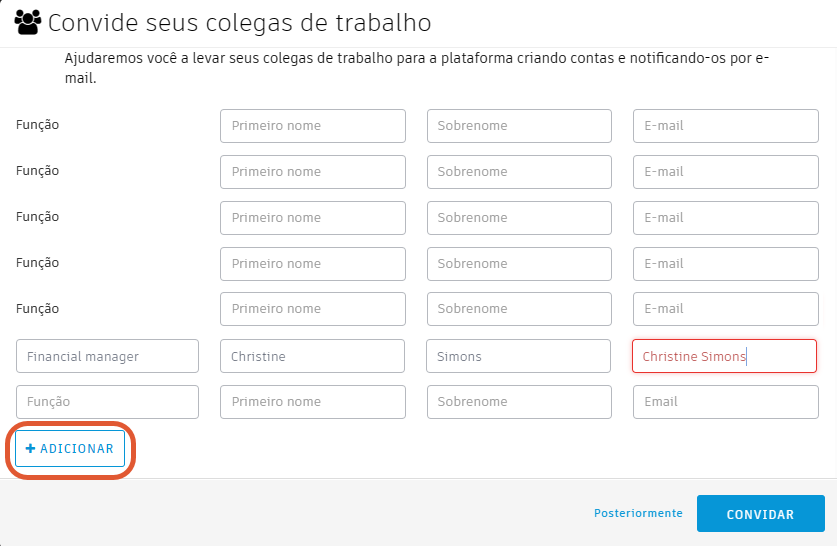 Convide seus colegas de trabalho
Ajudaremos você a levar seus colegas de trabalho para a plataforma criando contas e notificando-os por e-
mail.
Função Primeiro nome Sobrenome E-mail
Função Primeiro nome Sobrenome E-mail
Função Primeiro nome Sobrenome E-mail
Função Primeiro nome Sobrenome E-mail
Função Primeiro nome Sobrenome E-mail
Financial manager Christine Simons Christine Simons
Função Primeiro nome Sobrenome Email
+ ADICIONAR
Posteriormente CONVIDAR